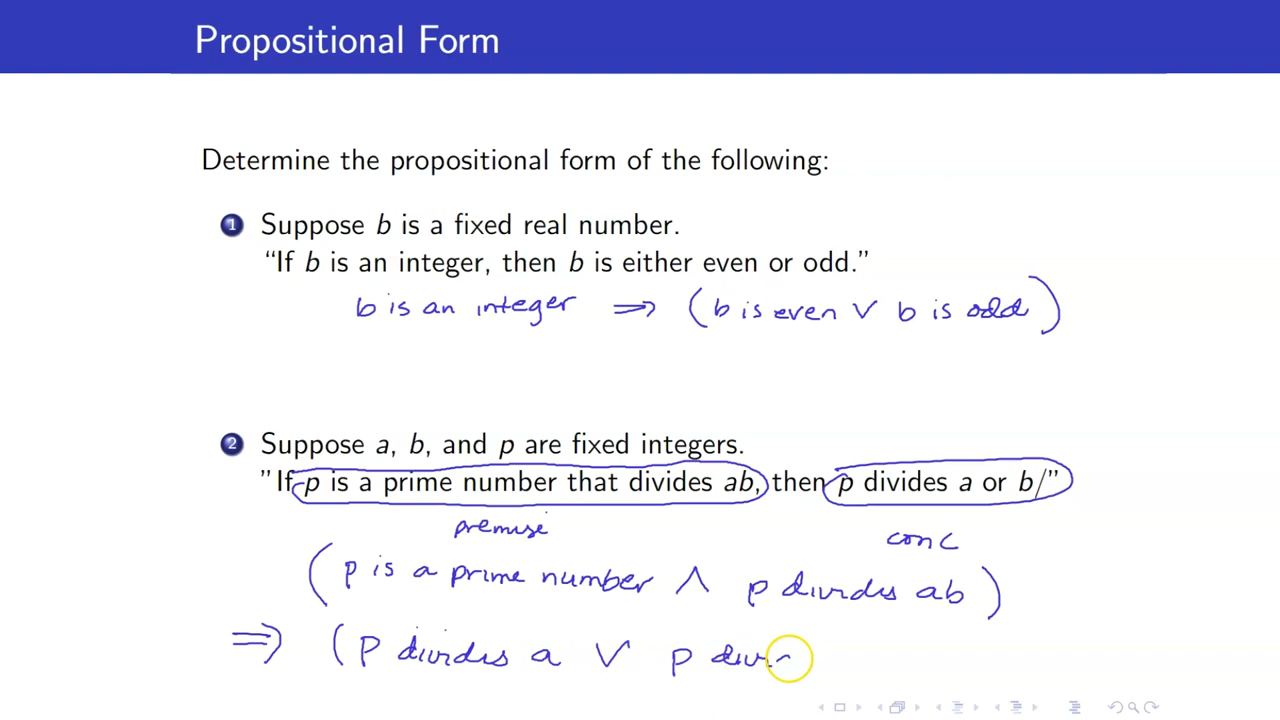 Propositional Form
Determine the propositional form of the following:
1 Suppose b is a fixed real number.
“If b is an integer, then b is either even or odd.”
b is an integer ⟹ (b is even ∨ b is odd)
2 Suppose a, b, and p are fixed integers.
”If p is a prime number that divides ab, then p divides a or b/”
premise conc
(p is a prime number ∧ p divides ab)
⟹ (p divides a ∨ p div